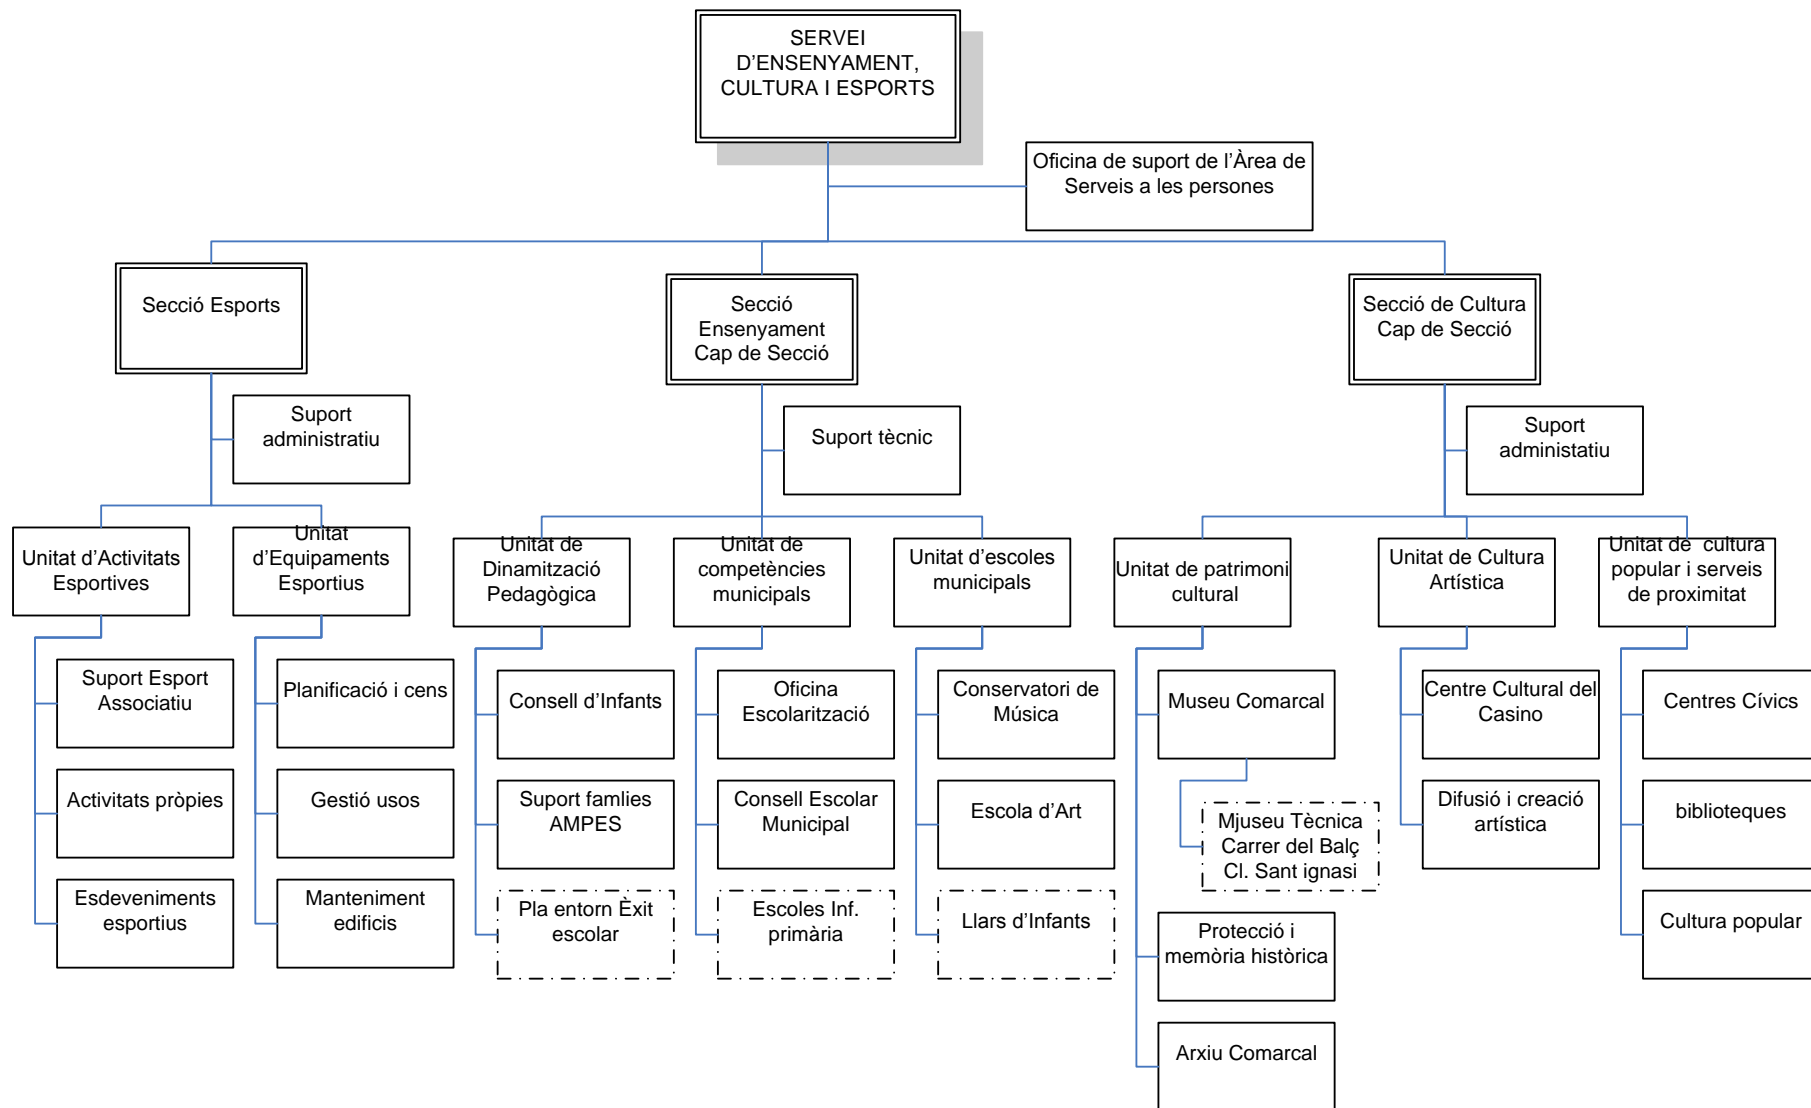 SERVEI
D’ENSENYAMENT,
CULTURA I ESPORTS
Oficina de suport de l’Àrea de
Serveis a les persones
Secció Esports
Secció
Ensenyament
Cap de Secció
Secció de Cultura
Cap de Secció
Suport
administratiu
Suport tècnic
Suport
administatiu
Unitat d’Activitats
Esportives
Unitat
d’Equipaments
Esportius
Unitat de
Dinamització
Pedagògica
Unitat de
competències
municipals
Unitat d’escoles
municipals
Unitat de patrimoni
cultural
Unitat de Cultura
Artística
Unitat de  cultura
popular i serveis
de proximitat
Suport Esport
Associatiu
Planificació i cens
Consell d’Infants
Oficina
Escolarització
Conservatori de
Música
Museu Comarcal
Centre Cultural del
Casino
Centres Cívics
Activitats pròpies
Gestió usos
Suport famlies
AMPES
Consell Escolar
Municipal
Escola d’Art
Mjuseu Tècnica
Carrer del Balç
Cl. Sant ignasi
Difusió i creació
artística
biblioteques
Esdeveniments
esportius
Manteniment
edificis
Pla entorn Èxit
escolar
Escoles Inf.
primària
Llars d’Infants
Protecció i
memòria històrica
Cultura popular
Arxiu Comarcal